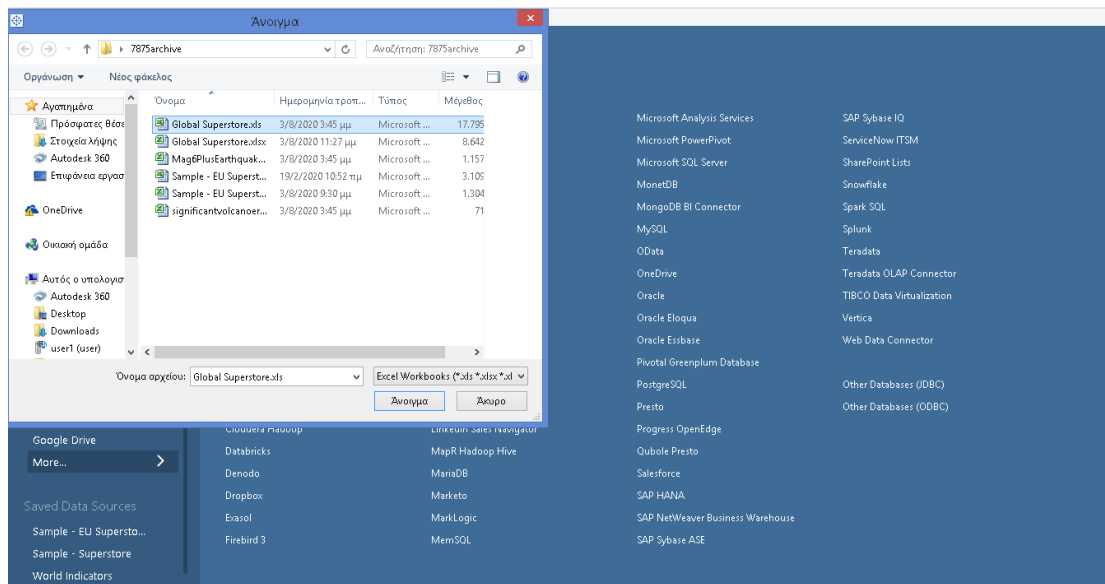 Άνοιγμα
7875archive
Αναζήτηση: 7875archive
Οργάνωση
Νέος φάκελος
Αγαπημένα
Πρόσφατες θέσε
Στοιχεία λήψης
Autodesk 360
Επιφάνεια εργασ
OneDrive
Οικιακή ομάδα
Αυτός ο υπολογισ
Autodesk 360
Desktop
Downloads
user1 (user)
Όνομα Ημερομηνία τροπ... Τύπος Μέγεθος
Global Superstore.xls 3/8/2020 3:45 μμ Microsoft ... 17.795
Global Superstore.xlsx 3/8/2020 11:27 μμ Microsoft ... 8.642
Mag6PlusEarthquak... 3/8/2020 3:45 μμ Microsoft ... 1.157
Sample - EU Superst... 19/2/2020 10:52 πμ Microsoft ... 3.109
Sample - EU Superst... 3/8/2020 9:30 μμ Microsoft ... 1.304
significantvolcanoer... 3/8/2020 3:45 μμ Microsoft ... 71
Όνομα αρχείου: Global Superstore.xls
Excel Workbooks (*.xls *.xlsx *.xl
Άνοιγμα
Άκυρο
Google Drive
More...
Saved Data Sources
Sample - EU Supersto...
Sample - Superstore
World Indicators
Cloudera Hadoop
Databricks
Denodo
Dropbox
Exasol
Firebird 3
LinkedIn Sales Navigator
MapR Hadoop Hive
MariaDB
Marketo
MarkLogic
MemSQL
Microsoft Analysis Services
Microsoft PowerPivot
Microsoft SQL Server
MonetDB
MongoDB BI Connector
MySQL
OData
OneDrive
Oracle
Oracle Eloqua
Oracle Essbase
Pivotal Greenplum Database
PostgreSQL
Presto
Progress OpenEdge
Qubole Presto
Salesforce
SAP HANA
SAP NetWeaver Business Warehouse
SAP Sybase ASE
SAP Sybase IQ
ServiceNow ITSM
SharePoint Lists
Snowflake
Spark SQL
Splunk
Teradata
Teradata OLAP Connector
TIBCO Data Virtualization
Vertica
Web Data Connector
Other Databases (JDBC)
Other Databases (ODBC)